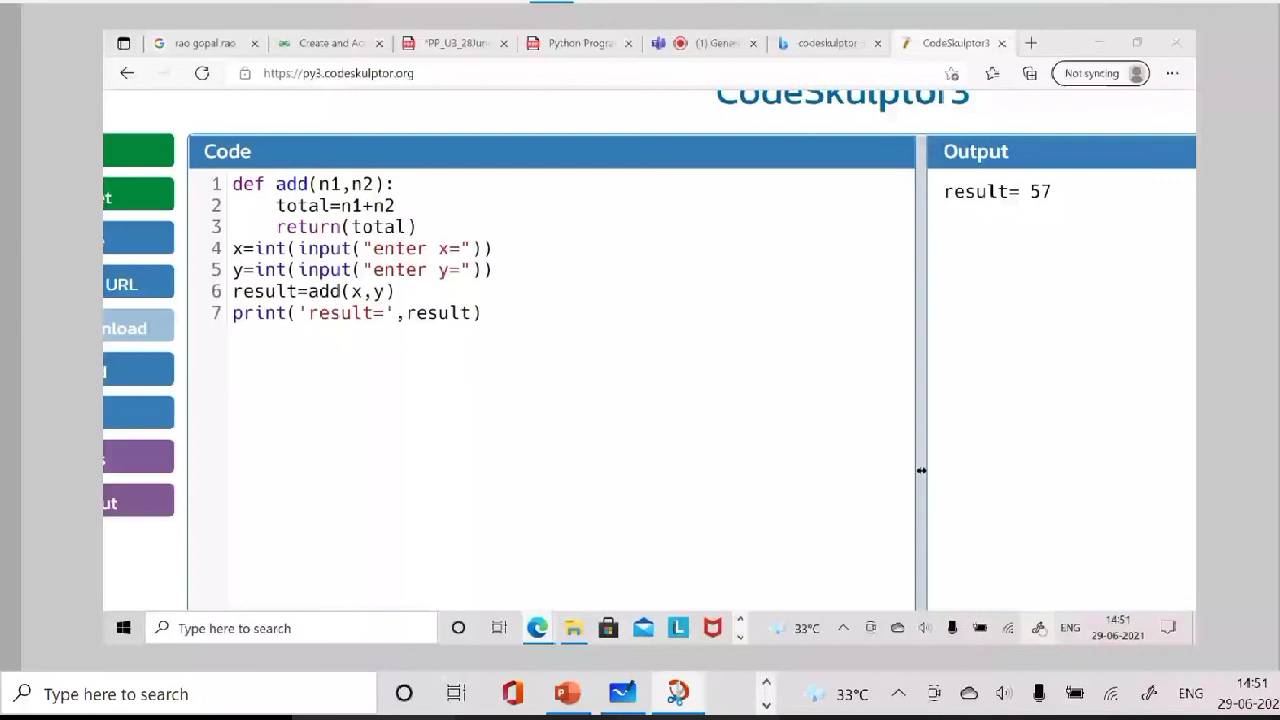 rao gopal rao
Create and Acc
*PP_U3_28Jun
Python Progra
(1) Gener
codeskulptor
CodeSkulptor3
https://py3.codeskulptor.org
Not syncing
CodeSkulptor3
Code
Output
1 def add(n1,n2):
2 total=n1+n2
3 return(total)
4 x=int(input("enter x="))
5 y=int(input("enter y="))
6 result=add(x,y)
7 print('result=',result)
result= 57
et
URL
nload
d
s
ut
Type here to search
L
33°C
ENG
14:51
29-06-2021
Type here to search
33°C
ENG
14:51
29-06-202